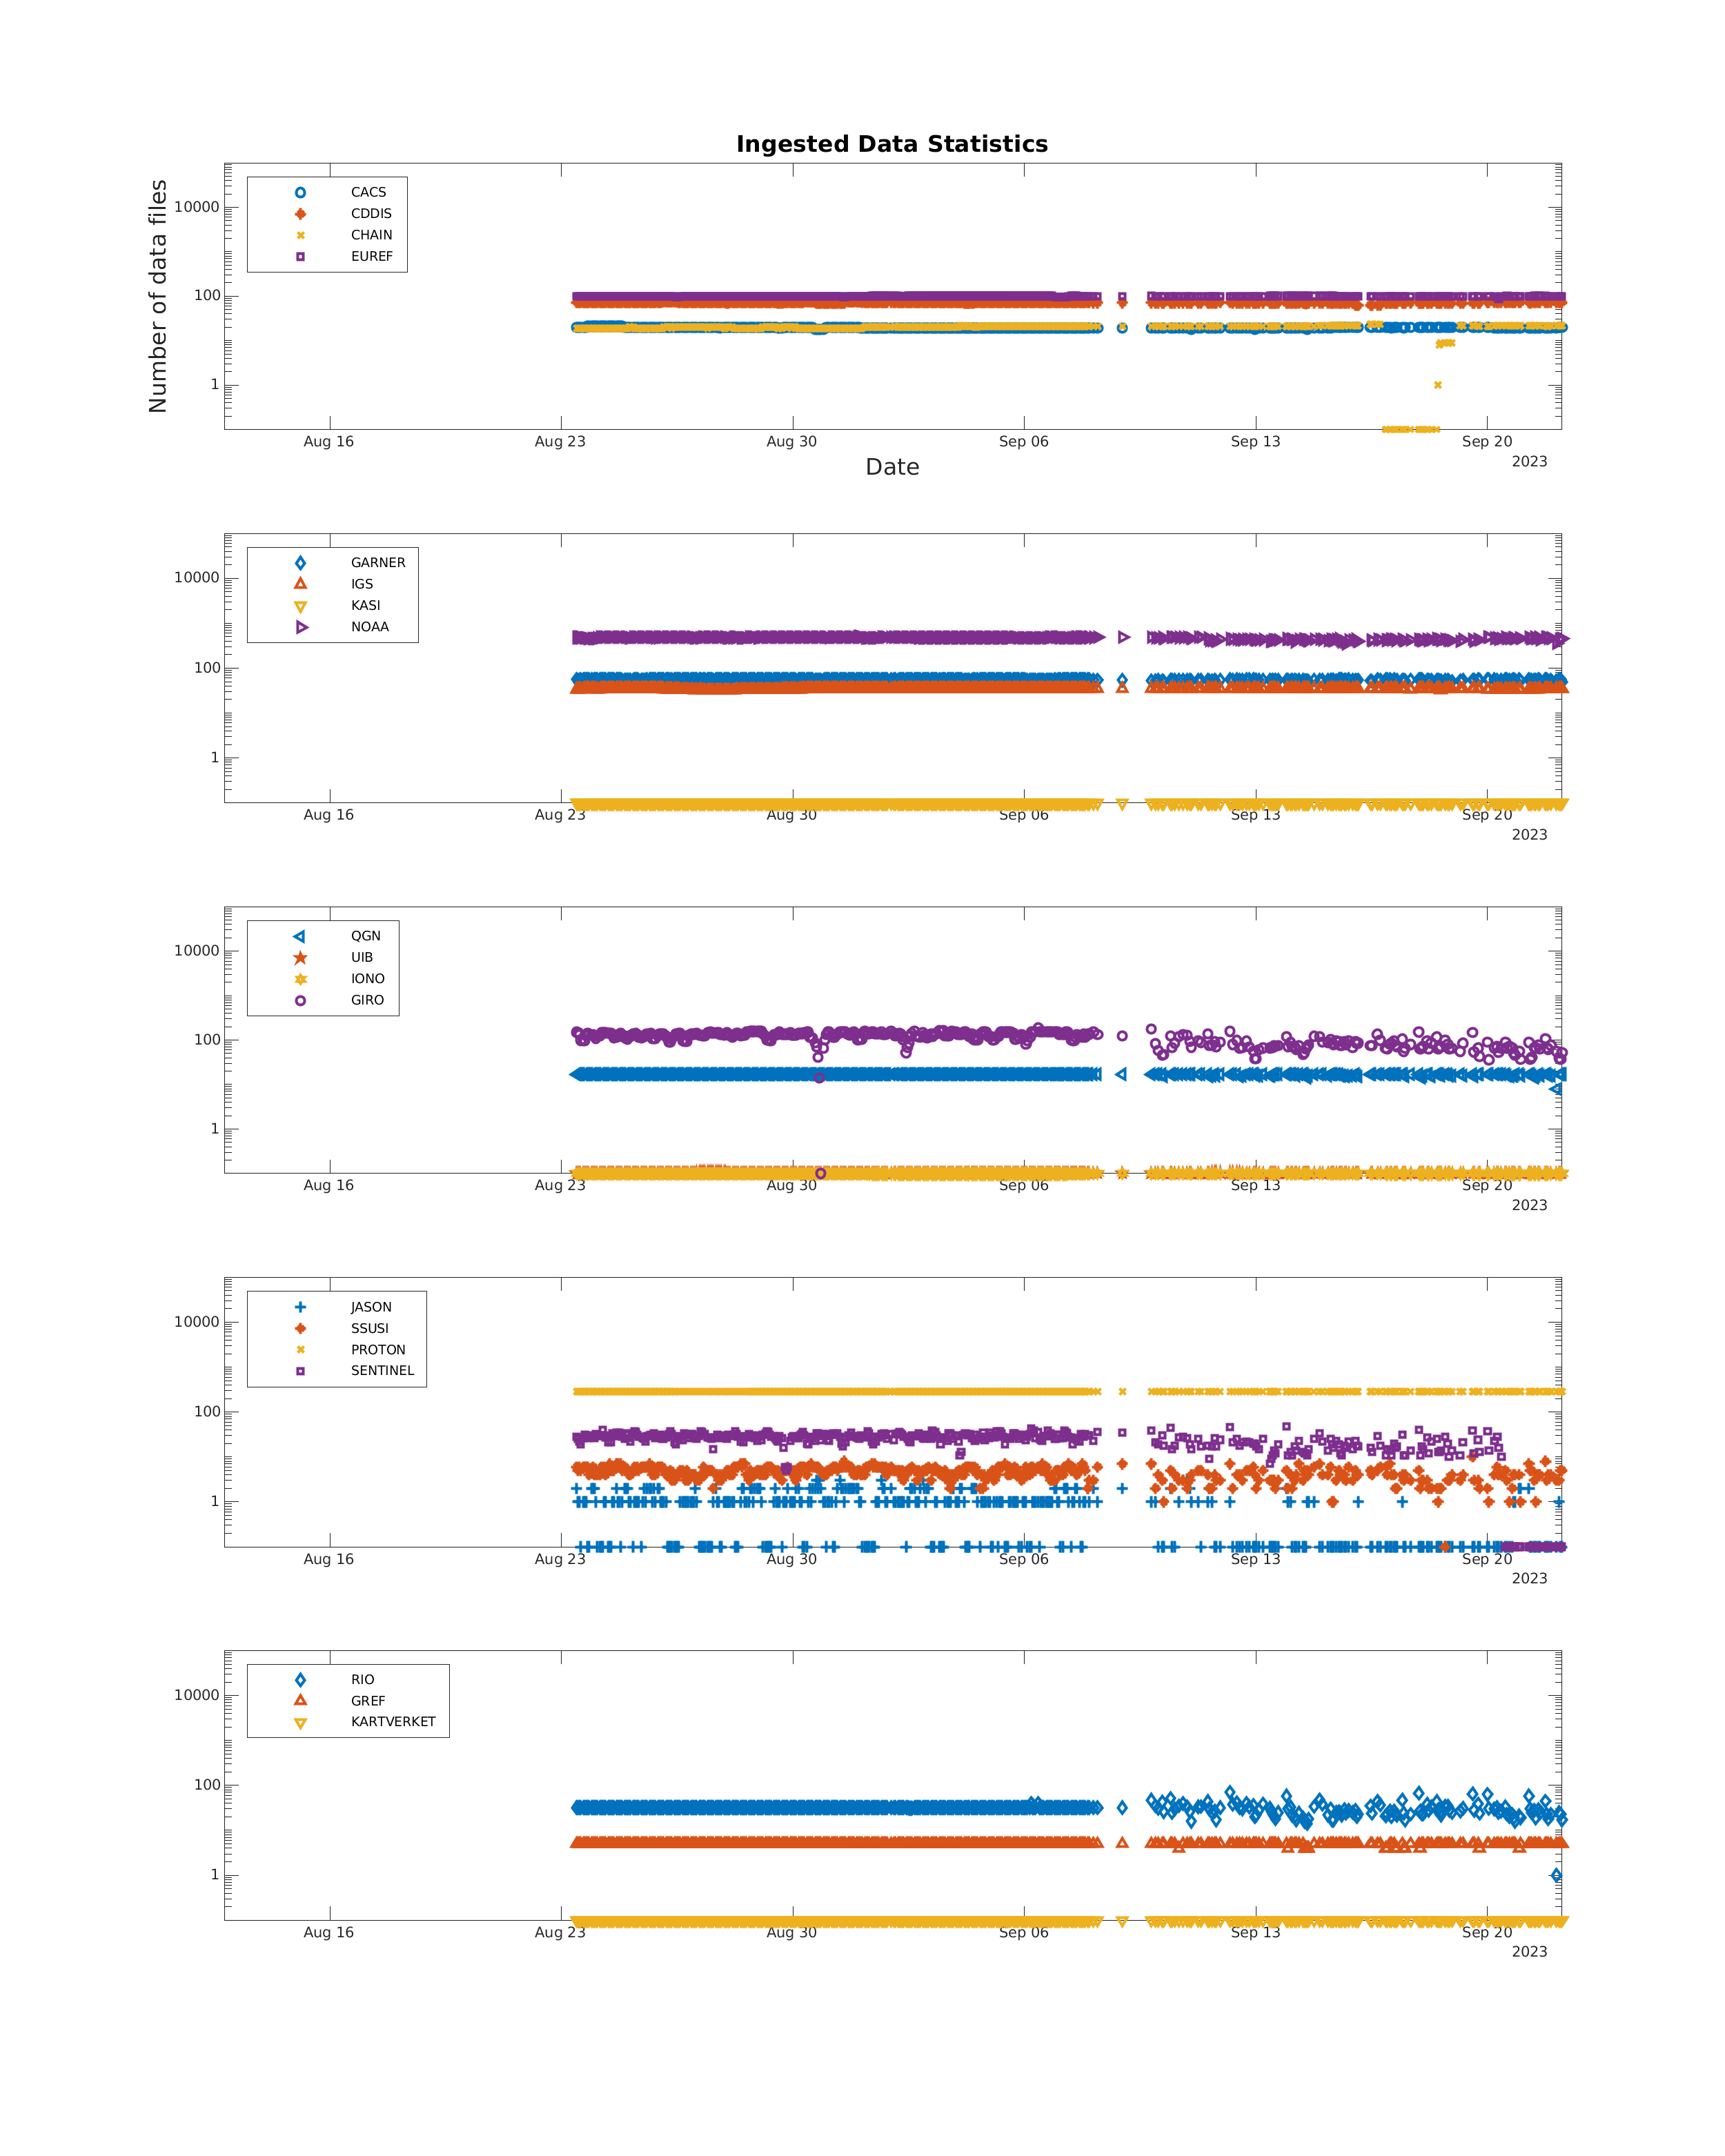 Ingested Data Statistics
Number of data files
CACS
CDDIS
CHAIN
EUREF
10000
100
1
Aug 16 Aug 23 Aug 30 Sep 06 Sep 13 Sep 20
2023
Date
GARNER
IGS
KASI
NOAA
10000
100
1
Aug 16 Aug 23 Aug 30 Sep 06 Sep 13 Sep 20
2023
QGN
UIB
IONO
GIRO
10000
100
1
Aug 16 Aug 23 Aug 30 Sep 06 Sep 13 Sep 20
2023
JASON
SSUSI
PROTON
SENTINEL
10000
100
1
Aug 16 Aug 23 Aug 30 Sep 06 Sep 13 Sep 20
2023
RIO
GREF
KARTVERKET
10000
100
1
Aug 16 Aug 23 Aug 30 Sep 06 Sep 13 Sep 20
2023